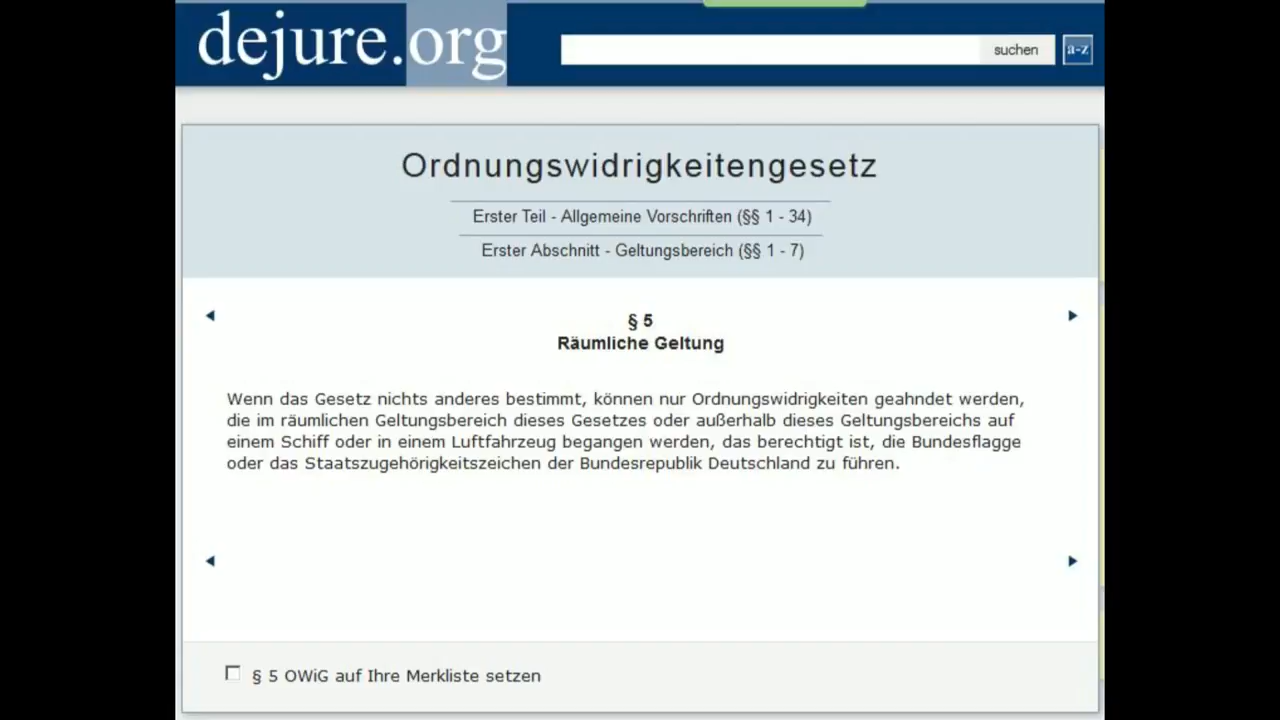 dejure.org
suchen
a-z
Ordnungswidrigkeitengesetz
Erster Teil - Allgemeine Vorschriften (§§ 1 - 34)
Erster Abschnitt - Geltungsbereich (§§ 1 - 7)
§ 5
Räumliche Geltung
Wenn das Gesetz nichts anderes bestimmt, können nur Ordnungswidrigkeiten geahndet werden,
die im räumlichen Geltungsbereich dieses Gesetzes oder außerhalb dieses Geltungsbereichs auf
einem Schiff oder in einem Luftfahrzeug begangen werden, das berechtigt ist, die Bundesflagge
oder das Staatszugehörigkeitszeichen der Bundesrepublik Deutschland zu führen.
§ 5 OWiG auf Ihre Merkliste setzen